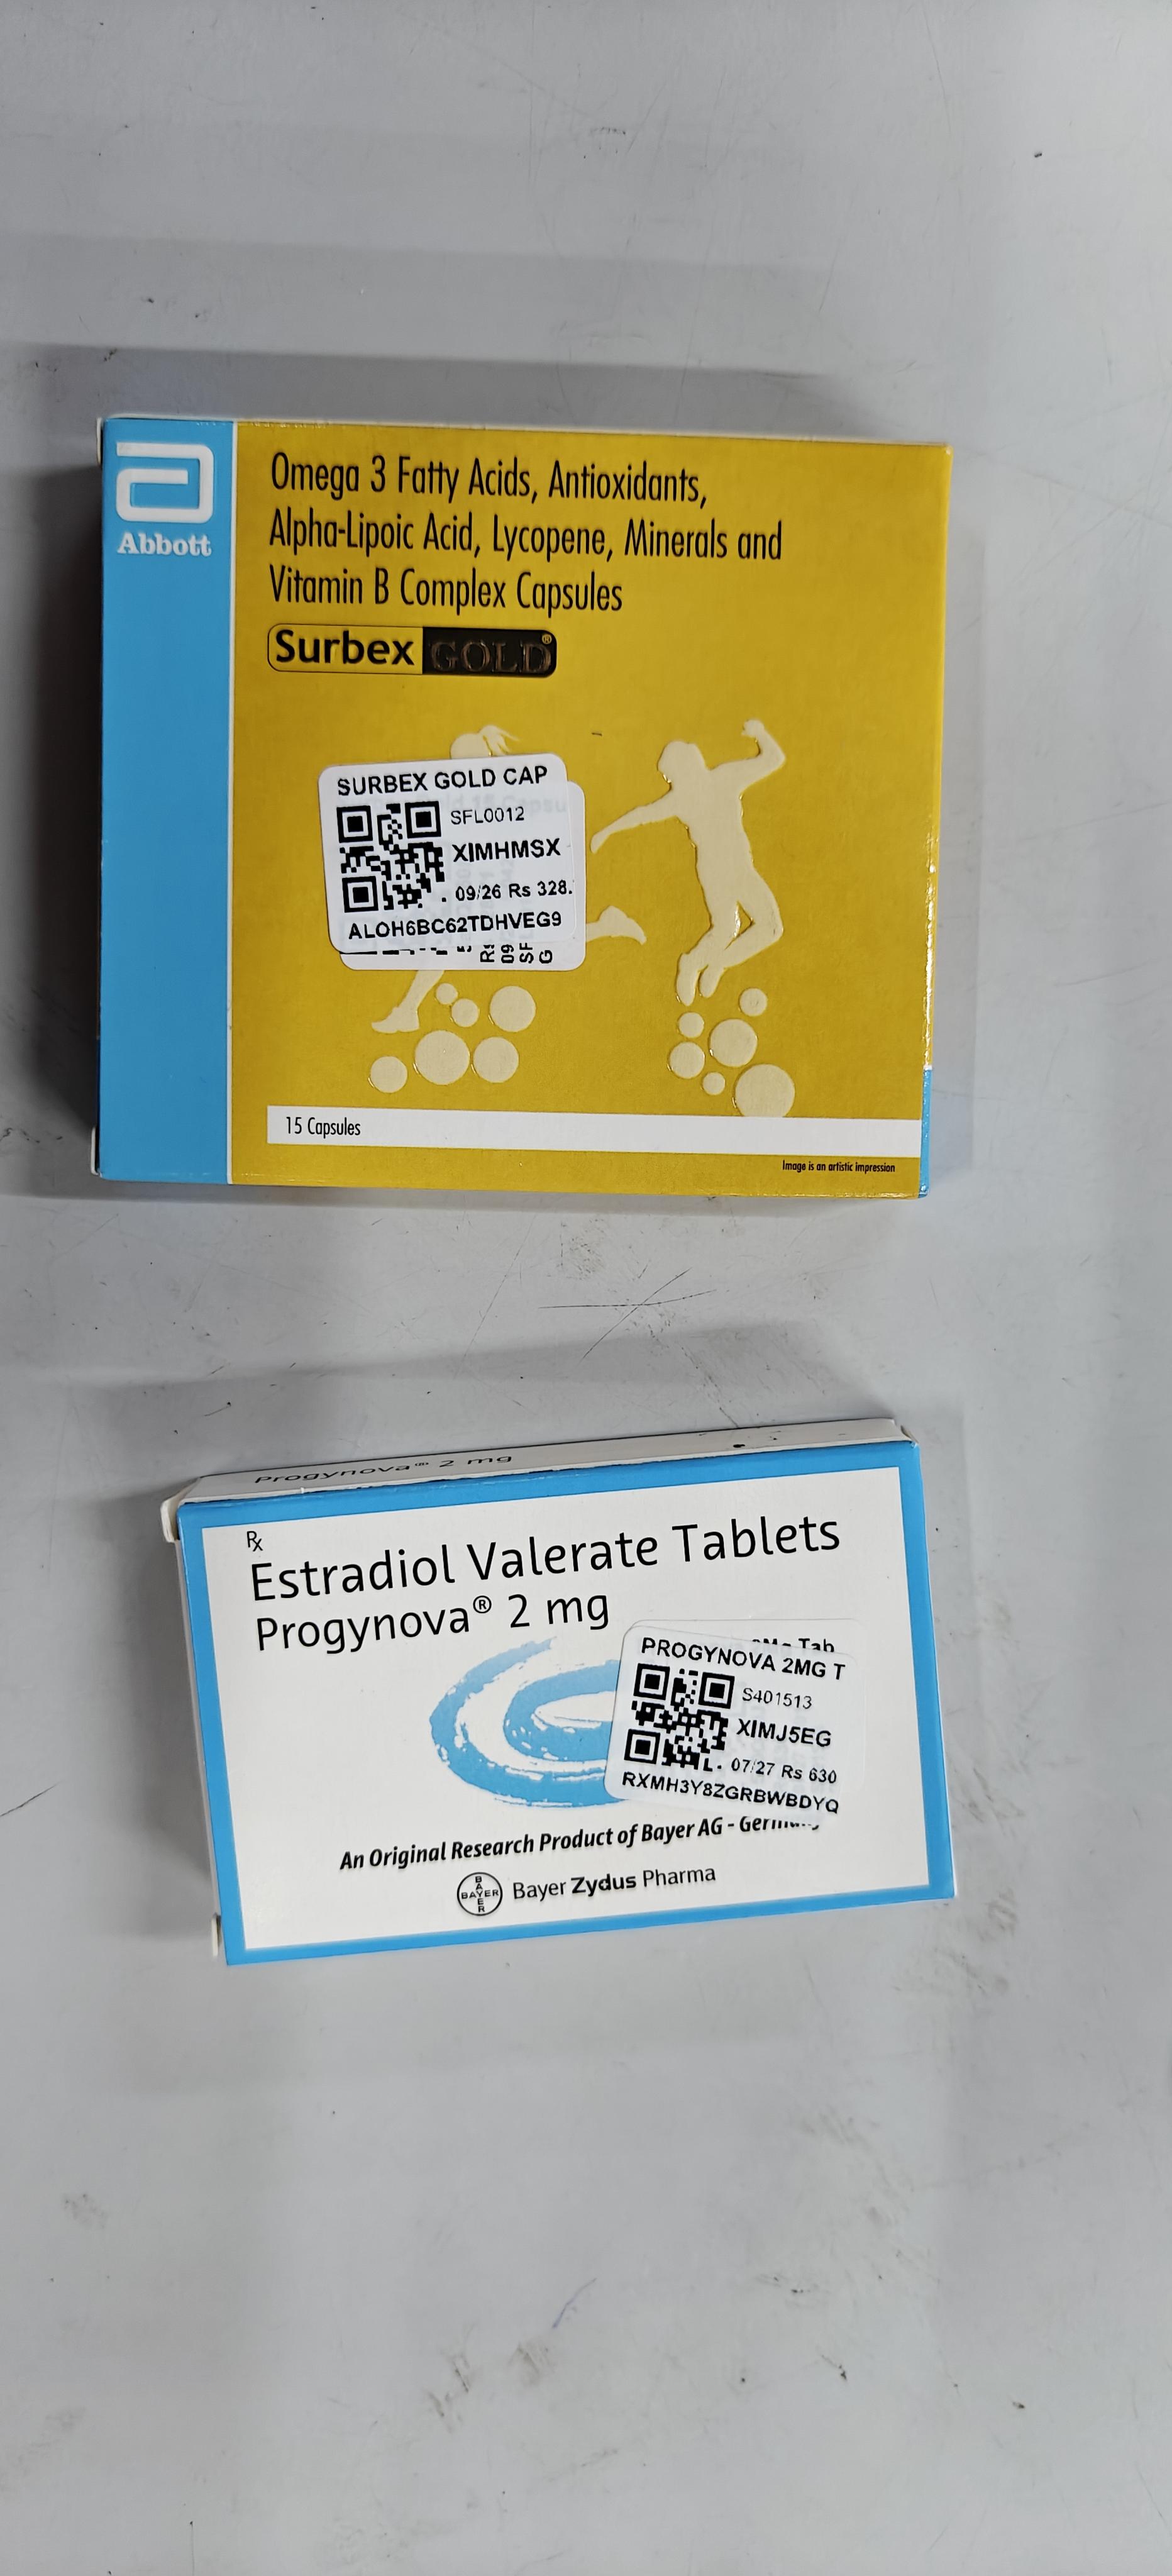 Abbott
Omega 3 Fatty Acids, Antioxidants,
Alpha-Lipoic Acid, Lycopene, Minerals and
Vitamin B Complex Capsules
Surbex GOLD®
SURBEX GOLD CAP
SFL0012
XIMHMSX
. 09/26 Rs 328.
ALOH6BC62TDHVEG9
15 Capsules
Image is an artistic impression
Progynova® 2 mg
Rx
Estradiol Valerate Tablets
Progynova® 2 mg
Tab
PROGYNOVA 2MG T
S401513
XIMJ5EG
L. 07/27 Rs 630
RXMH3Y8ZGRBWBDYQ
An Original Research Product of Bayer AG -
BAYER
BAYER
Bayer Zydus Pharma